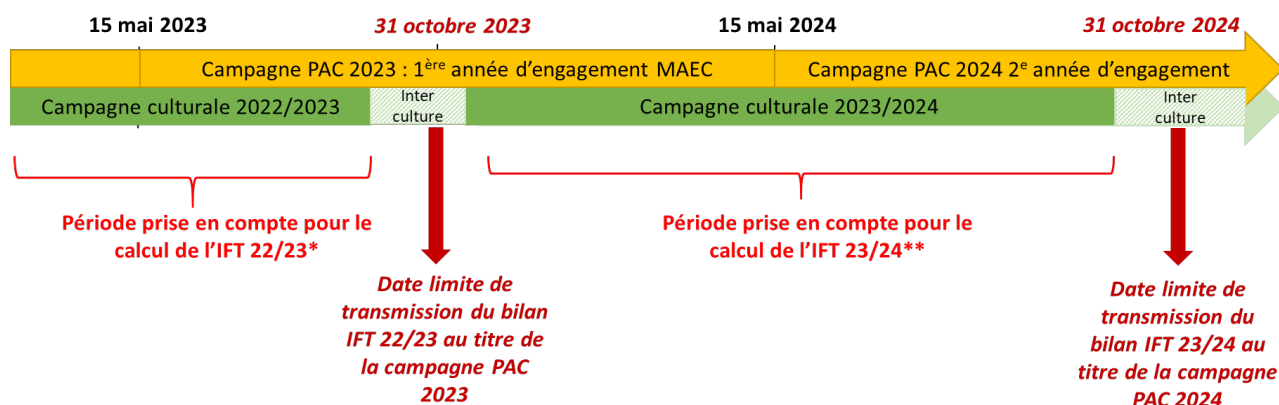 15 mai 2023
31 octobre 2023
15 mai 2024
31 octobre 2024
Campagne PAC 2023 : 1ère année d'engagement MAEC
Campagne PAC 2024 2e année d'engagement
Campagne culturale 2022/2023
Inter
culture
Campagne culturale 2023/2024
Inter
culture
Période prise en compte pour le
calcul de l'IFT 22/23*
Période prise en compte pour le
calcul de l'IFT 23/24**
Date limite de
transmission du bilan
IFT 22/23 au titre de
la campagne PAC
2023
Date limite de
transmission du
bilan IFT 23/24 au
titre de la campagne
PAC 2024